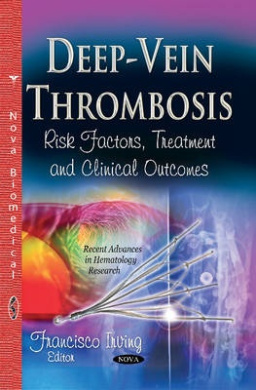 DEEP-VEIN
THROMBOSIS
Risk Factors, Treatment
and Clinical Outcomes
Nova Biomedical
Recent Advances
in Hematology
Research
Francisco Irving
Editor
NOVA